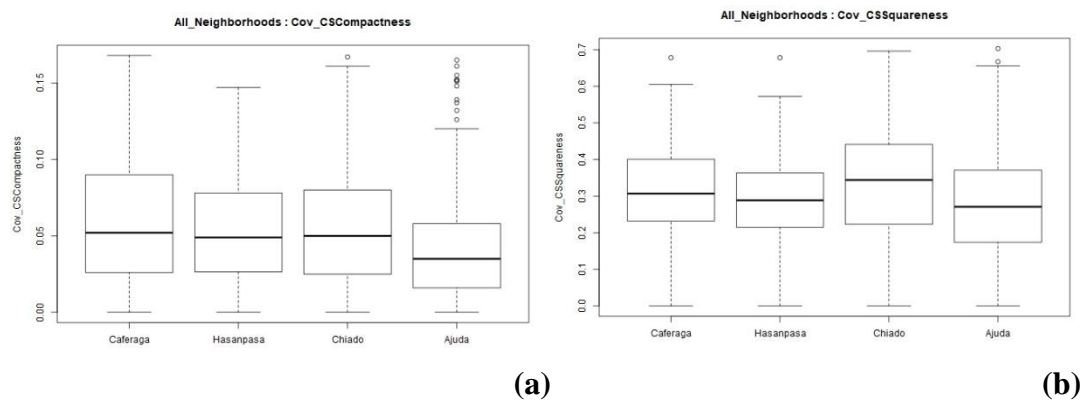 All_Neighborhoods : Cov_CSCompactness
Cov_CSCompactness
0.15
0.10
0.05
0.00
Caferaga Hasanpasa Chiado Ajuda
(a)
All_Neighborhoods : Cov_CSSquareness
Cov_CSSquareness
0.7
0.6
0.5
0.4
0.3
0.2
0.1
0.0
Caferaga Hasanpasa Chiado Ajuda
(b)